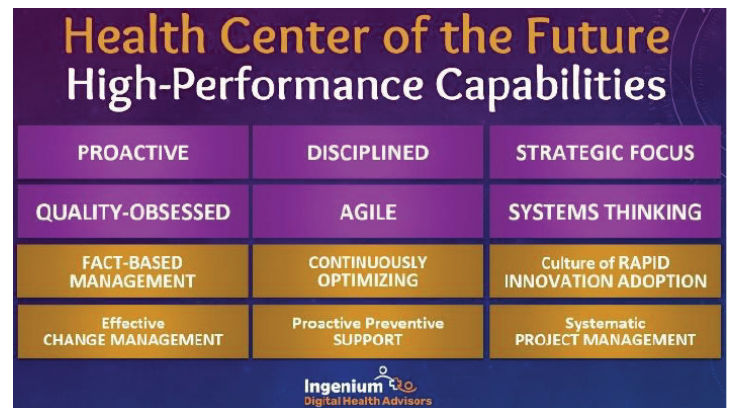 Health Center of the Future
High-Performance Capabilities
PROACTIVE
DISCIPLINED
STRATEGIC FOCUS
QUALITY-OBSESSED
AGILE
SYSTEMS THINKING
FACT-BASED
MANAGEMENT
CONTINUOUSLY
OPTIMIZING
Culture of RAPID
INNOVATION ADOPTION
Effective
CHANGE MANAGEMENT
Proactive Preventive
SUPPORT
Systematic
PROJECT MANAGEMENT
Ingenium
Digital Health Advisors